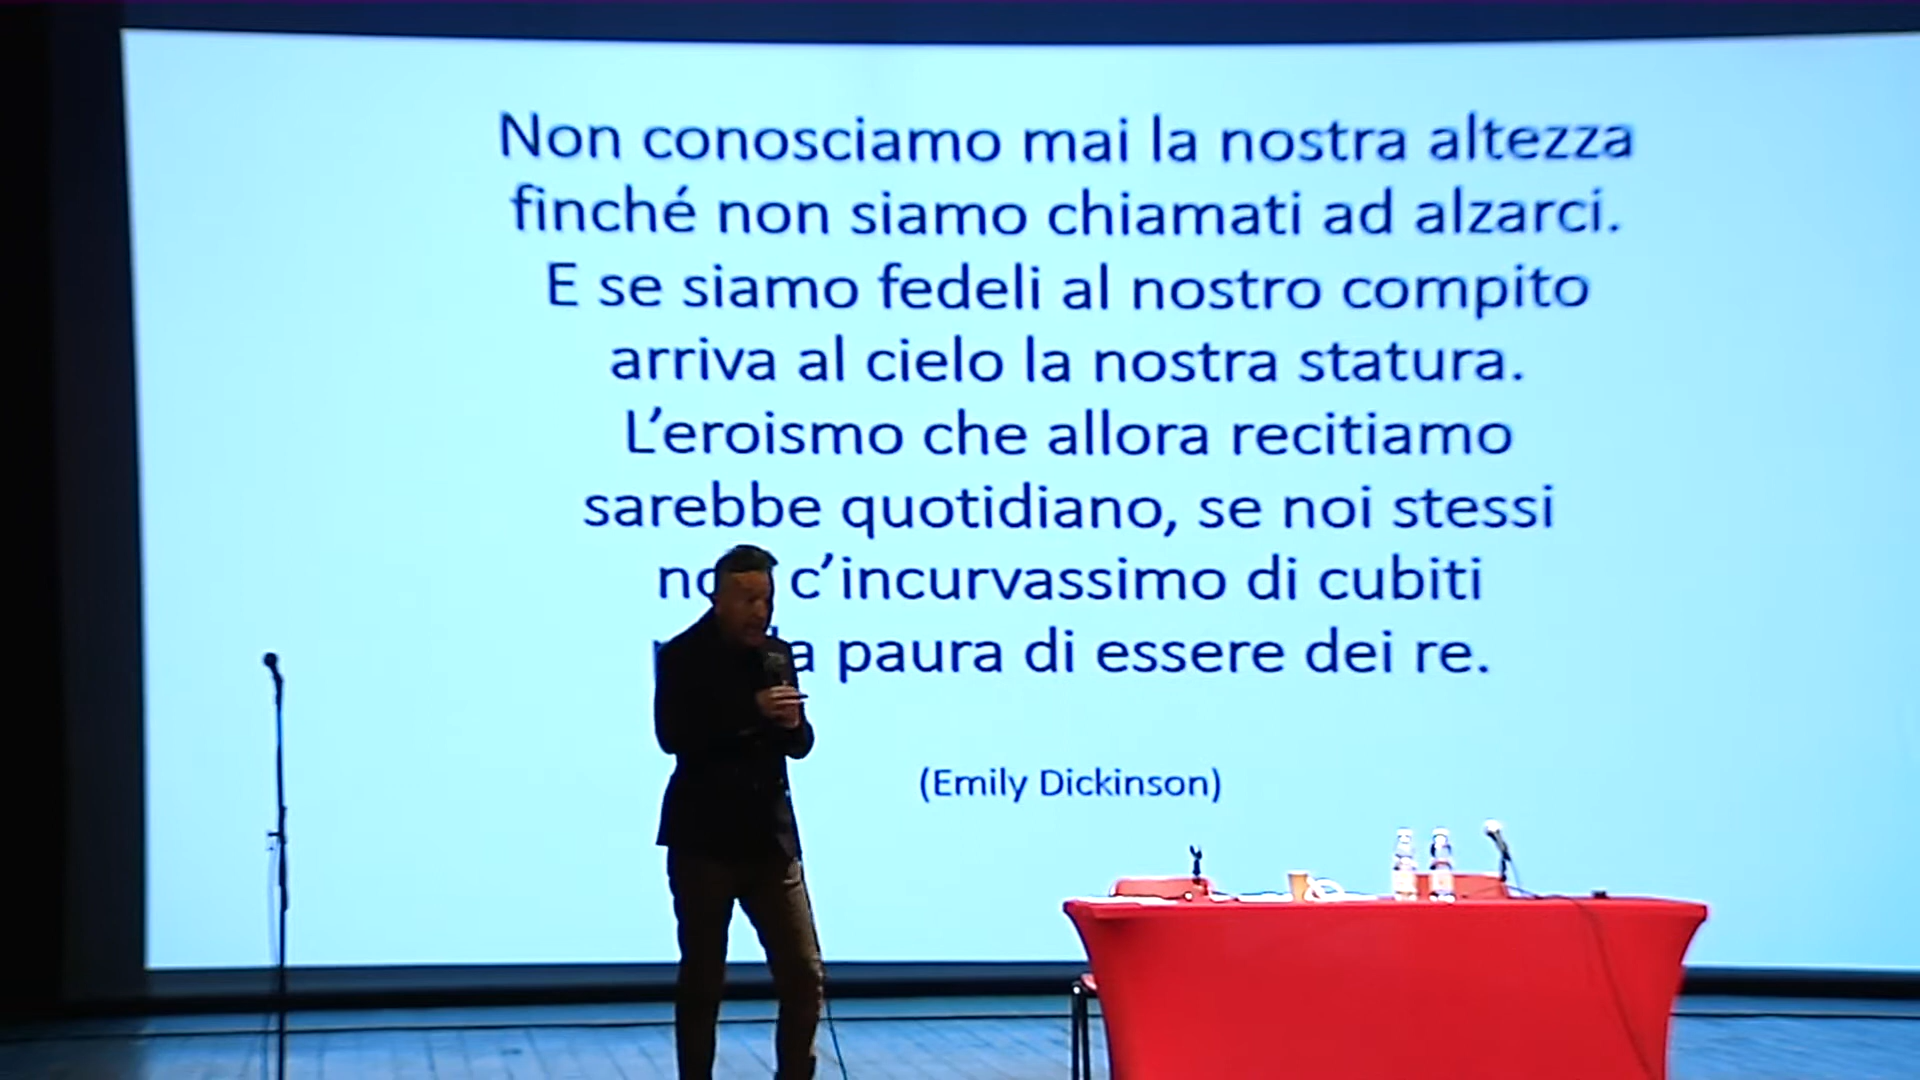 Non conosciamo mai la nostra altezza
finché non siamo chiamati ad alzarci.
E se siamo fedeli al nostro compito
arriva al cielo la nostra statura.
L’eroismo che allora recitiamo
sarebbe quotidiano, se noi stessi
c’incurvassimo di cubiti
paura di essere dei re.
(Emily Dickinson)